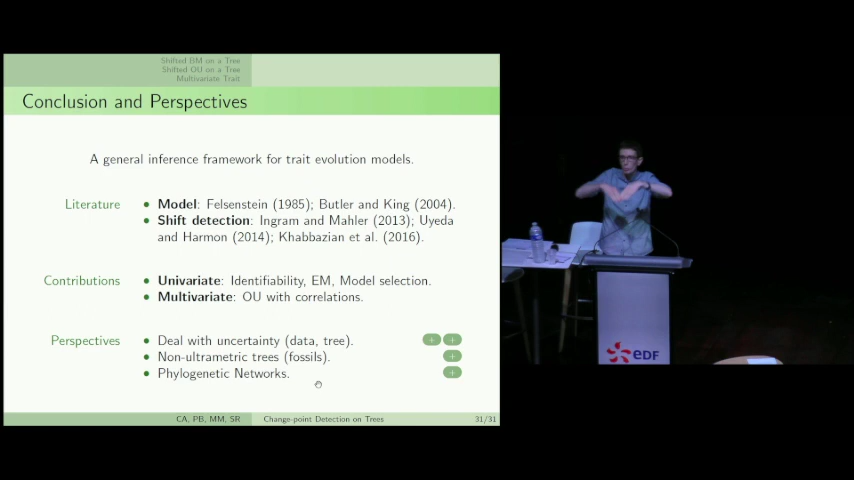 Shifted BM on a Tree
Shifted OU on a Tree
Multivariate Trait
Conclusion and Perspectives
A general inference framework for trait evolution models.
Literature
• Model: Felsenstein (1985); Butler and King (2004).
• Shift detection: Ingram and Mahler (2013); Uyeda
and Harmon (2014); Khabbazian et al. (2016).
Contributions
• Univariate: Identifiability, EM, Model selection.
• Multivariate: OU with correlations.
Perspectives
• Deal with uncertainty (data, tree). + +
• Non-ultrametric trees (fossils). +
• Phylogenetic Networks. +
CA, PB, MM, SR Change-point Detection on Trees 31/31
eDF